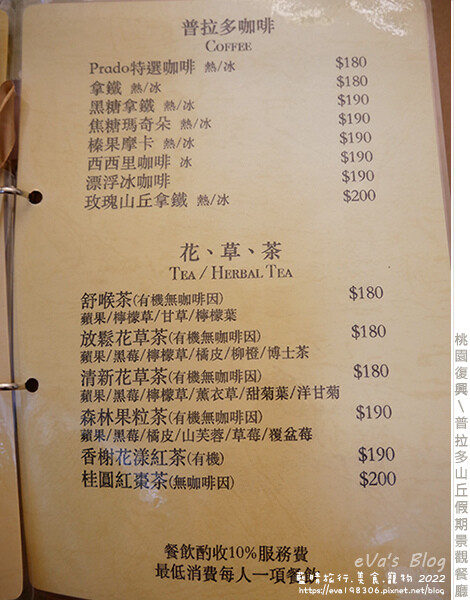 普拉多咖啡
COFFEE
Prado特選咖啡 熱/冰 $180
拿鐵 熱/冰 $180
黑糖拿鐵 熱/冰 $190
焦糖瑪奇朵 熱/冰 $190
榛果摩卡 熱/冰 $190
西西里咖啡 冰 $190
漂浮冰咖啡 $190
玫瑰山丘拿鐵 熱/冰 $200
花、草、茶
TEA / HERBAL TEA
舒喉茶(有機無咖啡因) $180
蘋果/檸檬草/甘草/檸檬葉
放鬆花草茶(有機無咖啡因) $180
蘋果/黑莓/檸檬草/橘皮/柳橙/博士茶
清新花草茶(有機無咖啡因) $180
蘋果/黑莓/檸檬草/薰衣草/甜菊葉/洋甘菊
森林果粒茶(有機無咖啡因) $190
蘋果/黑莓/橘皮/山芙蓉/草莓/覆盆莓
香榭花漾紅茶(有機) $190
桂圓紅棗茶(無咖啡因) $200
餐飲酌收10%服務費
最低消費每人一項餐飲
eVa's Blog
旅行.美食.寵物 2022
https://eva198306.pixnet.net/blog
桃園復興\普拉多山丘假期景觀餐廳